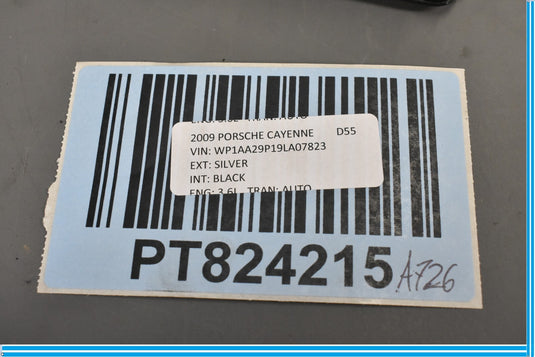 2009 PORSCHE CAYENNE D55
VIN: WP1AA29P19LA07823
EXT: SILVER
INT: BLACK
ENG: 3.6L TRAN: AUTO
PT824215 A726